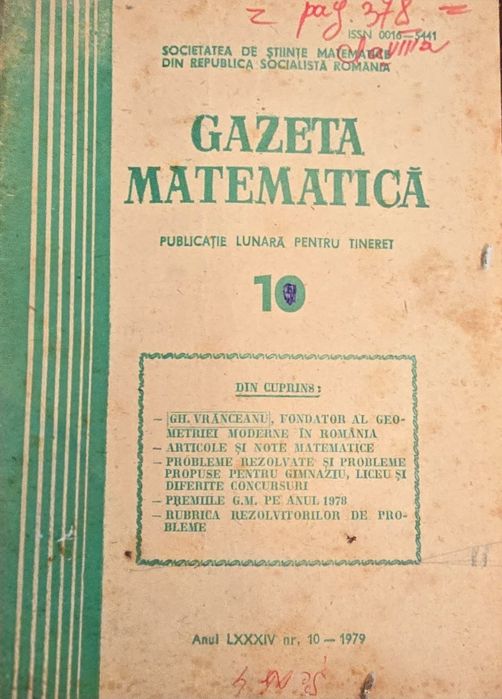 = pag. 378. =
ISSN 0016-5441
SOCIETATEA DE ȘTIINȚE MATEMATICE
DIN REPUBLICA SOCIALISTĂ ROMÂNIA
GAZETA
MATEMATICĂ
PUBLICAȚIE LUNARĂ PENTRU TINERET
10
DIN CUPRINS:
— GH. VRĂNCEANU, FONDATOR AL GEO-
METRIEI MODERNE ÎN ROMÂNIA
— ARTICOLE ȘI NOTE MATEMATICE
— PROBLEME REZOLVATE ȘI PROBLEME
PROPUSE PENTRU GIMNAZIU, LICEU ȘI
DIFERITE CONCURSURI
— PREMIILE G.M. PE ANUL 1978
— RUBRICA REZOLVITORILOR DE PRO-
BLEME
Anul LXXXIV nr. 10 — 1979